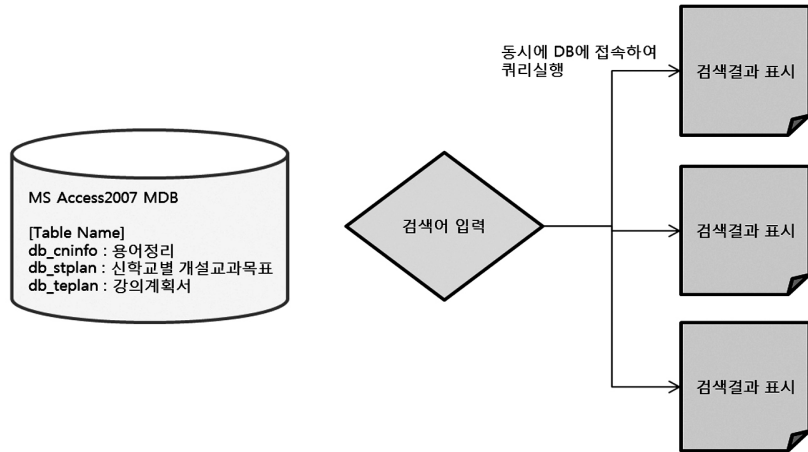 MS Access2007 MDB
[Table Name]
db_cninfo : 용어정리
db_stplan : 신학교별 개설교과목표
db_teplan : 강의계획서
검색어 입력
동시에 DB에 접속하여
쿼리실행
검색결과 표시
검색결과 표시
검색결과 표시